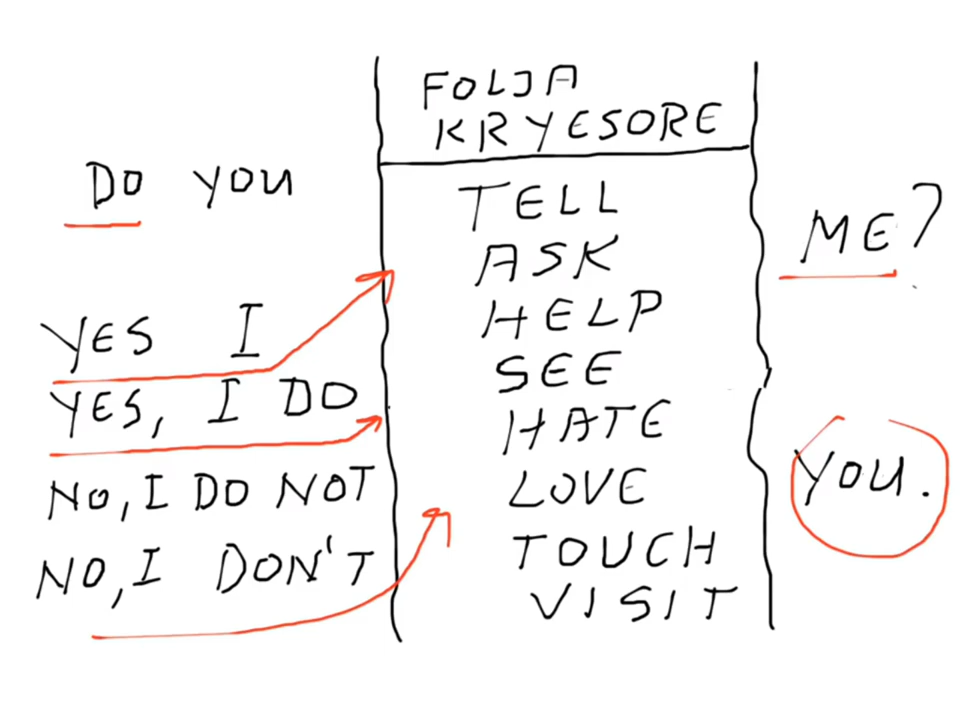 DO YOU
YES I
YES, I DO
NO, I DO NOT
NO, I DON'T
FOLJA
KRYESORE
TELL
ASK
HELP
SEE
HATE
LOVE
TOUCH
VISIT
ME?
YOU.